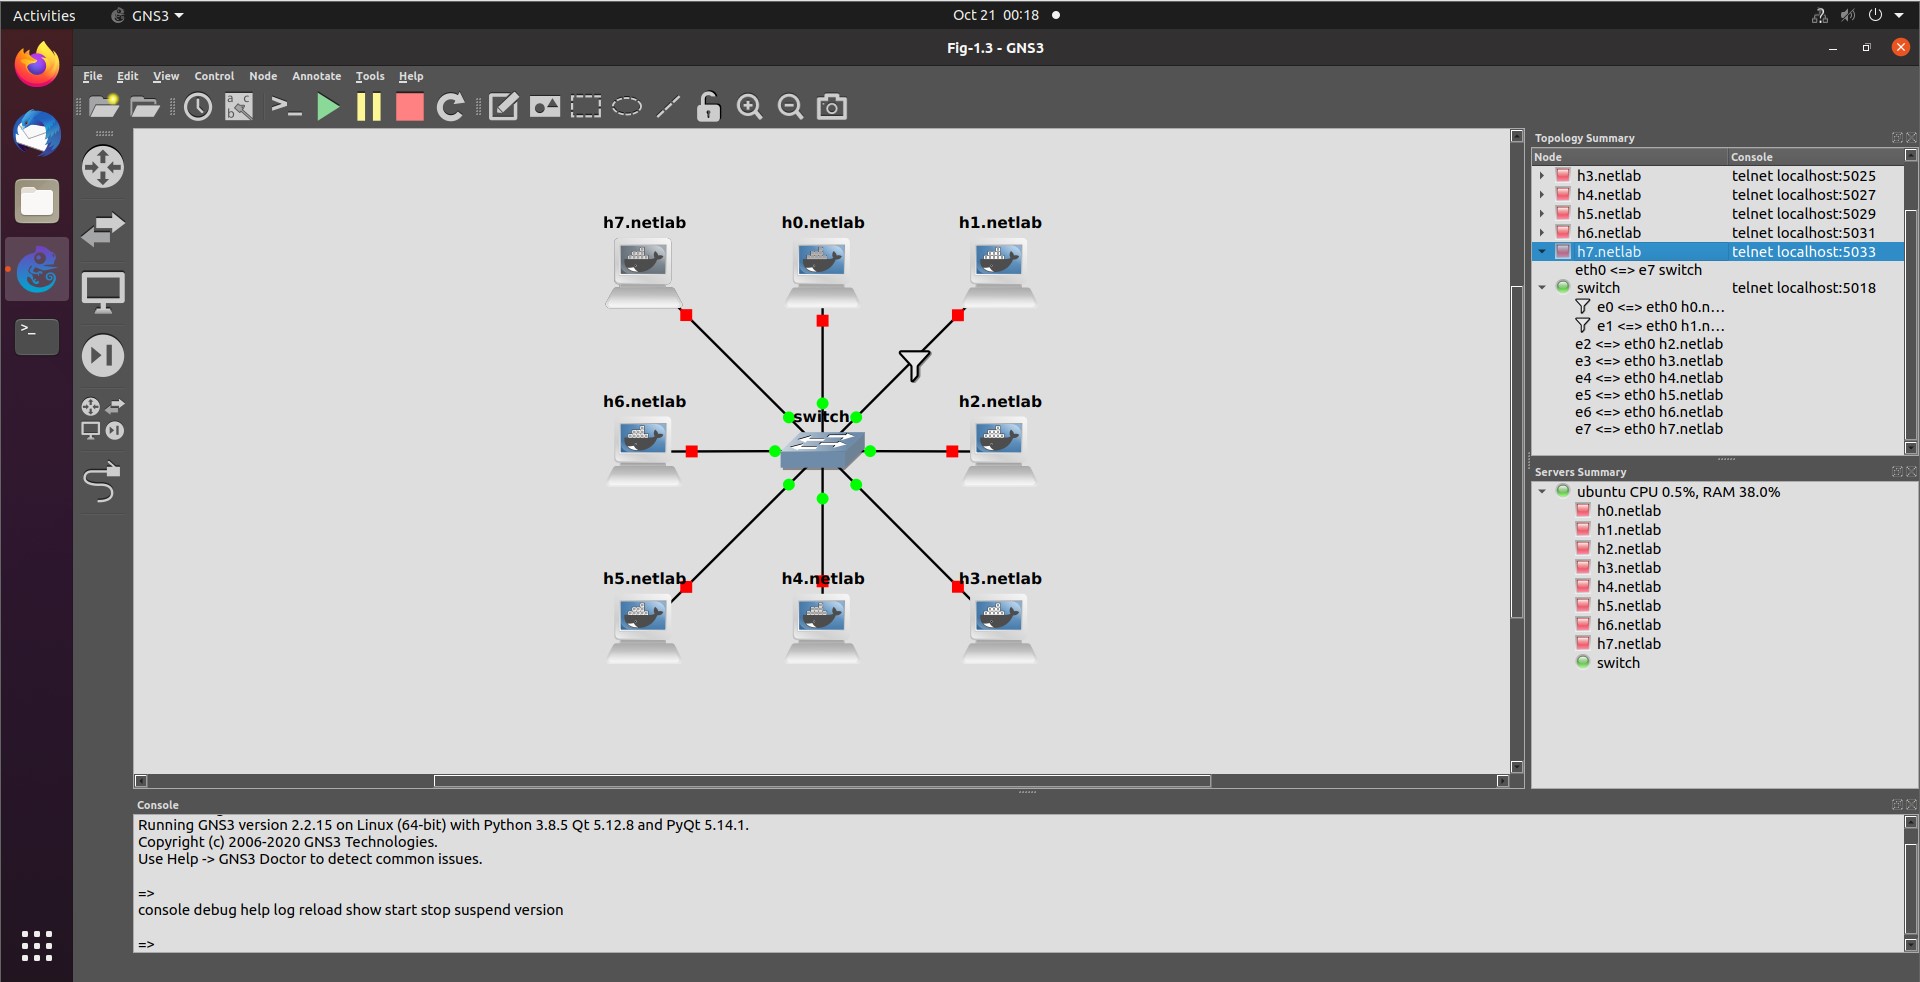 Activities GNS3 Oct 21 00:18
Fig-1.3 - GNS3
File Edit View Control Node Annotate Tools Help
h7.netlab h0.netlab h1.netlab
h6.netlab switch h2.netlab
h5.netlab h4.netlab h3.netlab
Topology Summary
Node Console
h3.netlab telnet localhost:5025
h4.netlab telnet localhost:5027
h5.netlab telnet localhost:5029
h6.netlab telnet localhost:5031
h7.netlab telnet localhost:5033
eth0 <=> e7 switch
switch telnet localhost:5018
e0 <=> eth0 h0.n...
e1 <=> eth0 h1.n...
e2 <=> eth0 h2.netlab
e3 <=> eth0 h3.netlab
e4 <=> eth0 h4.netlab
e5 <=> eth0 h5.netlab
e6 <=> eth0 h6.netlab
e7 <=> eth0 h7.netlab
Servers Summary
ubuntu CPU 0.5%, RAM 38.0%
h0.netlab
h1.netlab
h2.netlab
h3.netlab
h4.netlab
h5.netlab
h6.netlab
h7.netlab
switch
Console
Running GNS3 version 2.2.15 on Linux (64-bit) with Python 3.8.5 Qt 5.12.8 and PyQt 5.14.1.
Copyright (c) 2006-2020 GNS3 Technologies.
Use Help -> GNS3 Doctor to detect common issues.
=>
console debug help log reload show start stop suspend version
=>